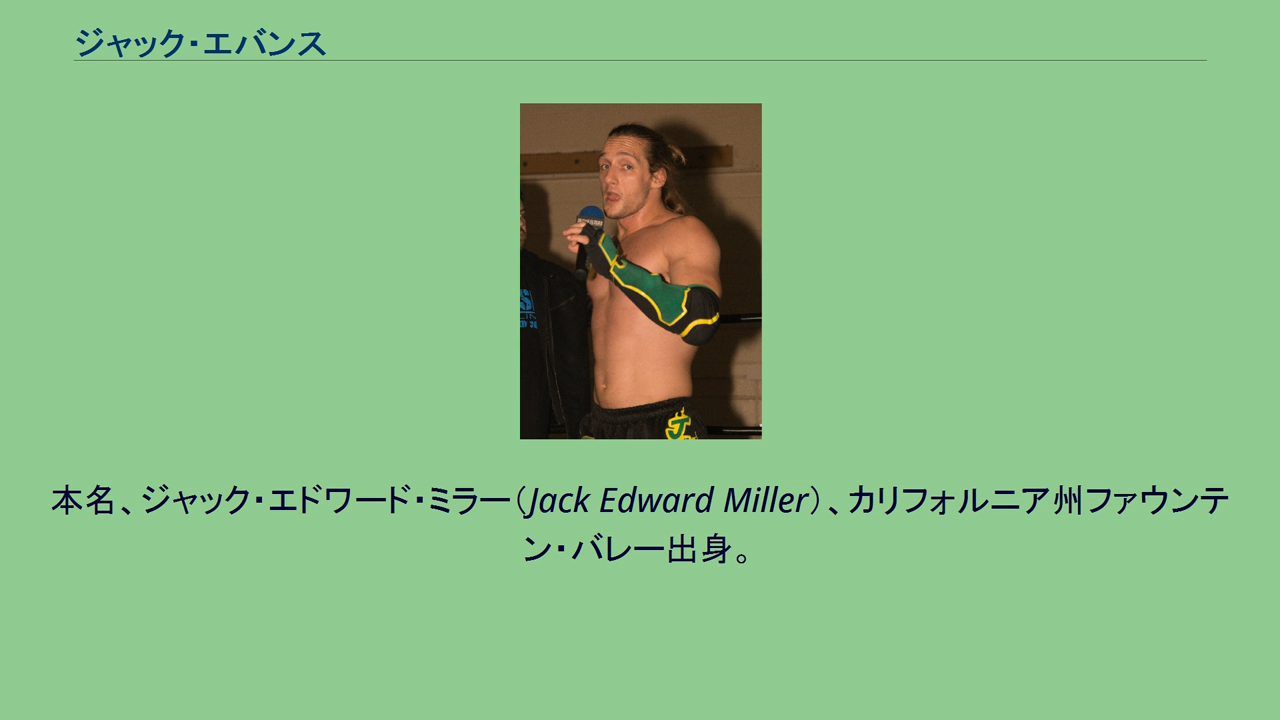 ジャック・エバンス
本名、ジャック・エドワード・ミラー（Jack Edward Miller）、カリフォルニア州ファウンテ
ン・バレー出身。
J